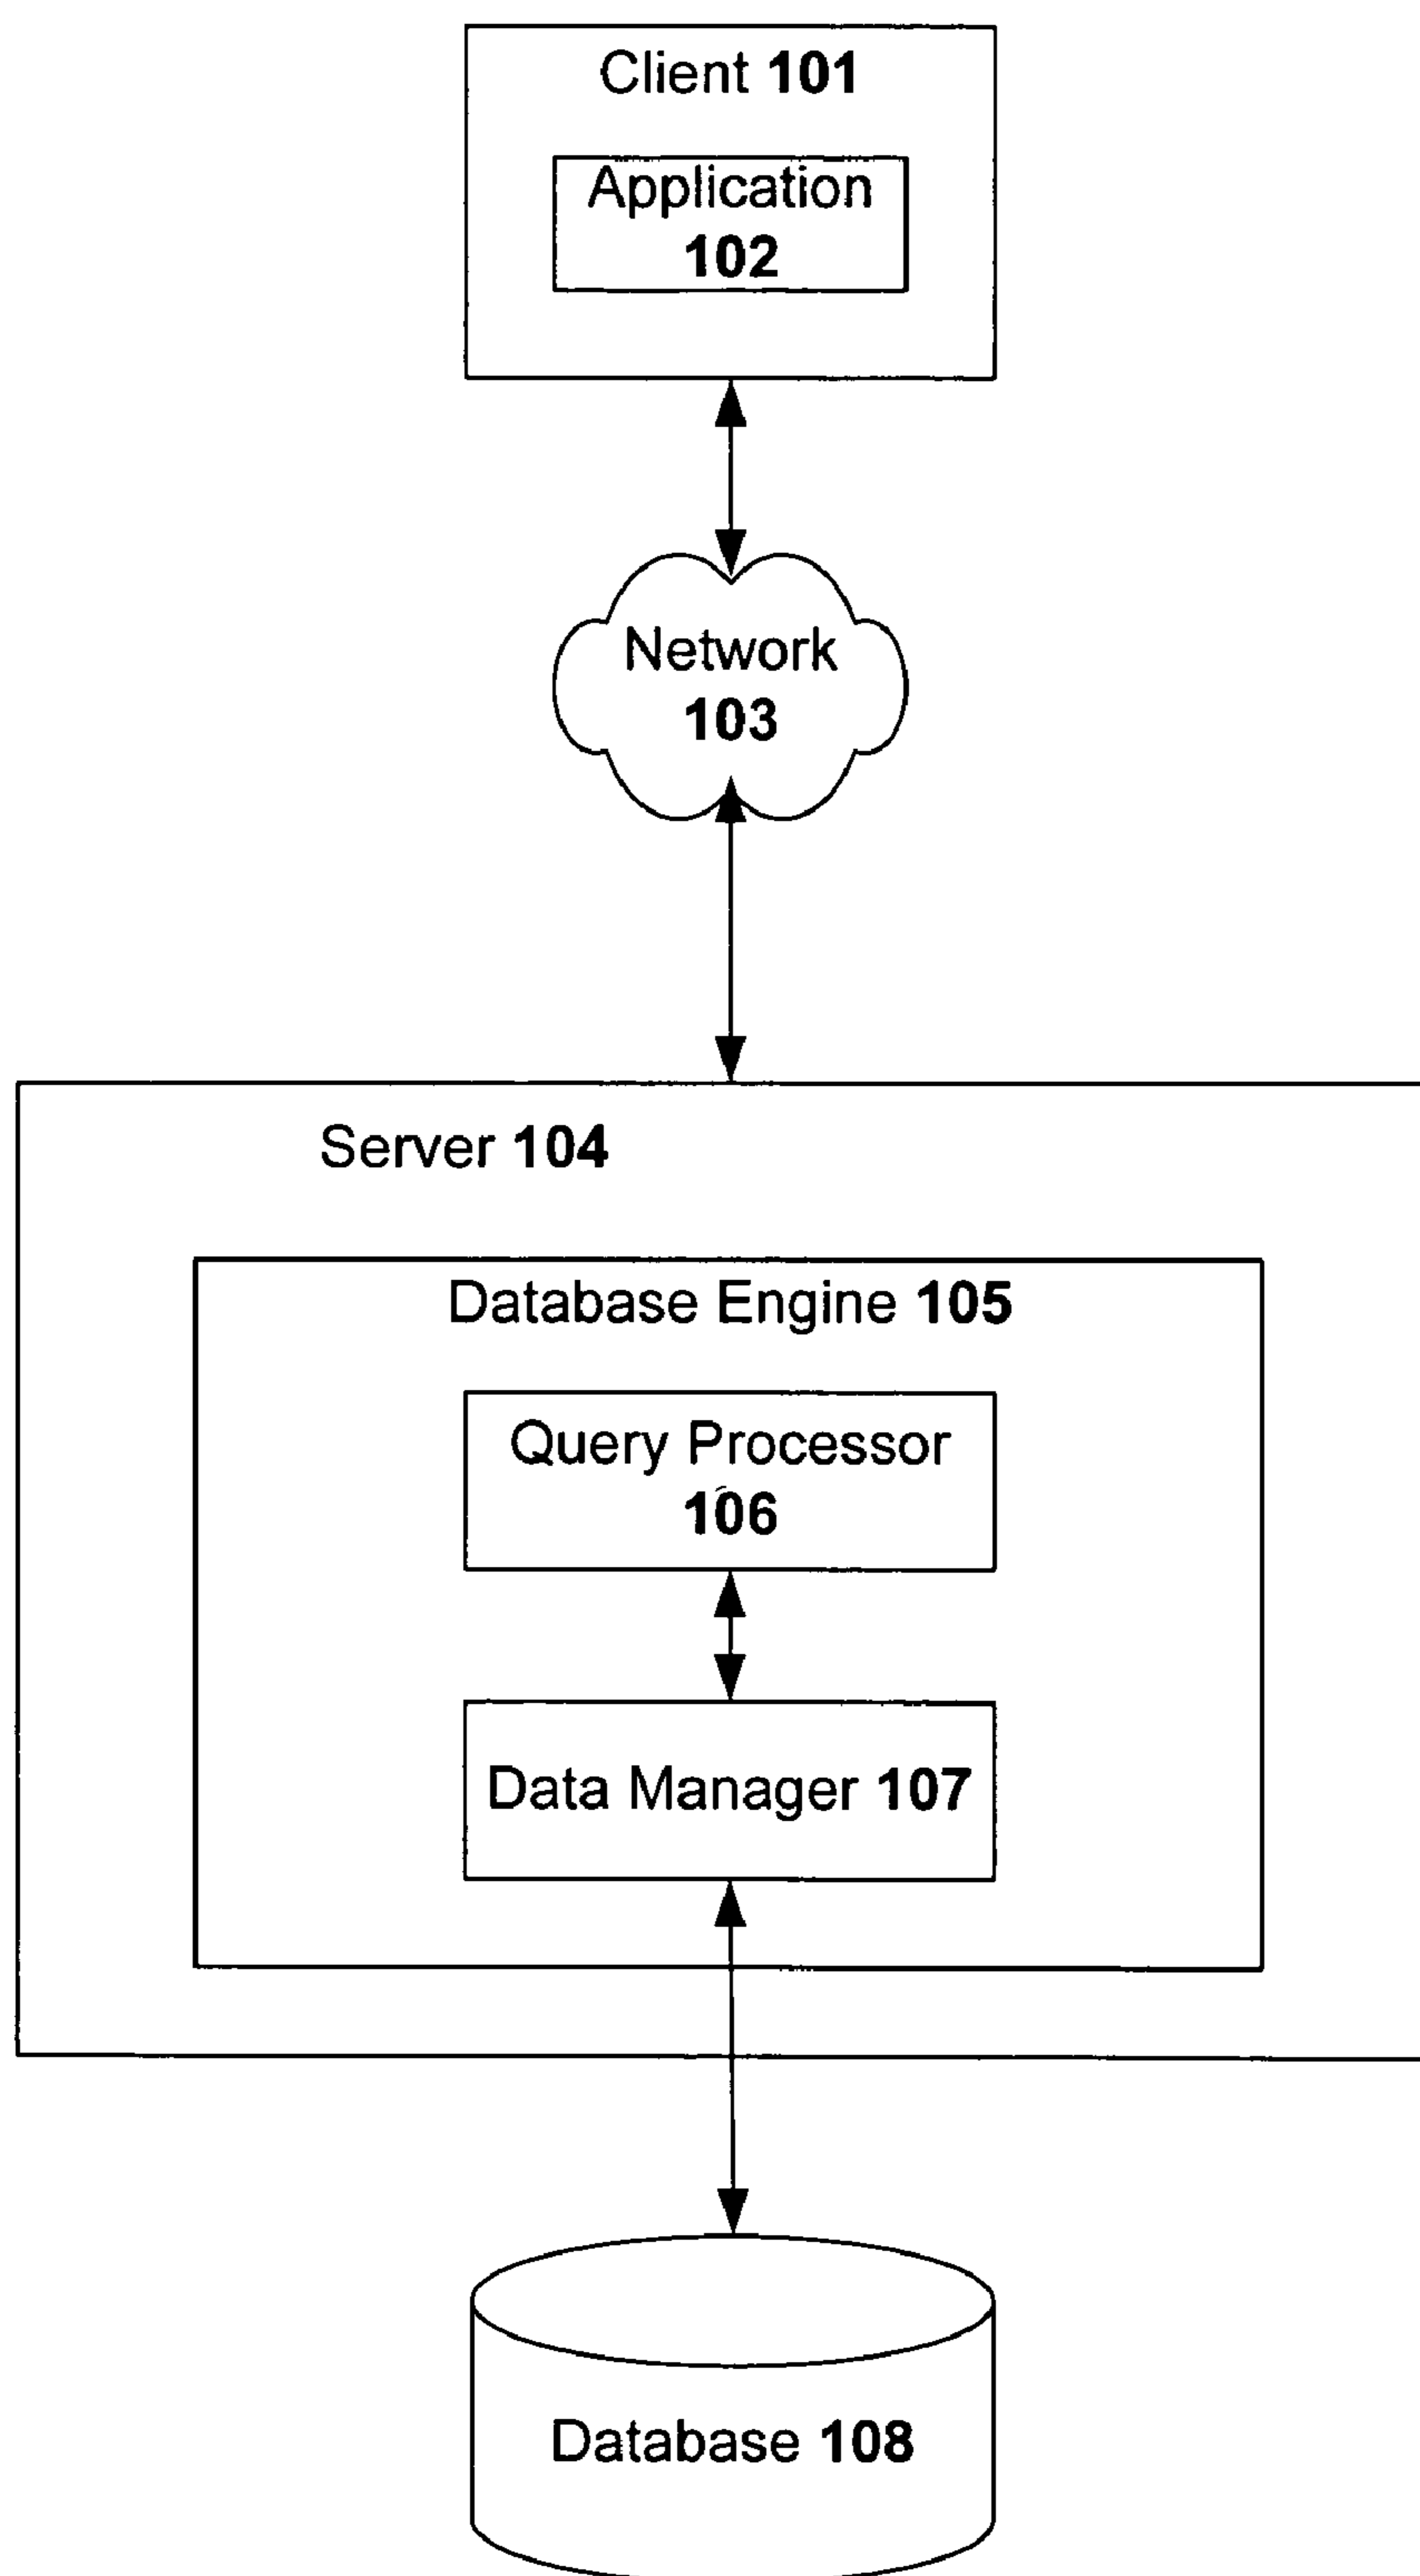 Client 101
Application
102
Network
103
Server 104
Database Engine 105
Query Processor
106
Data Manager 107
Database 108